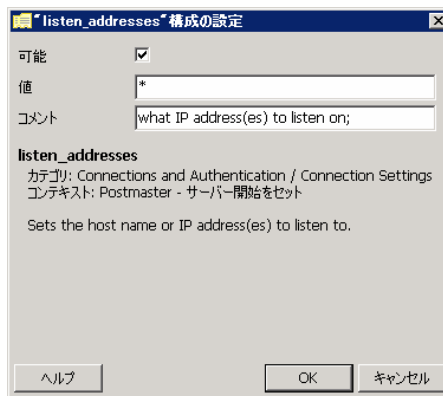 "listen_addresses"構成の設定
可能
値 *
コメント what IP address(es) to listen on;
listen_addresses
カテゴリ: Connections and Authentication / Connection Settings
コンテキスト: Postmaster - サーバー開始をセット
Sets the host name or IP address(es) to listen to.
ヘルプ OK キャンセル